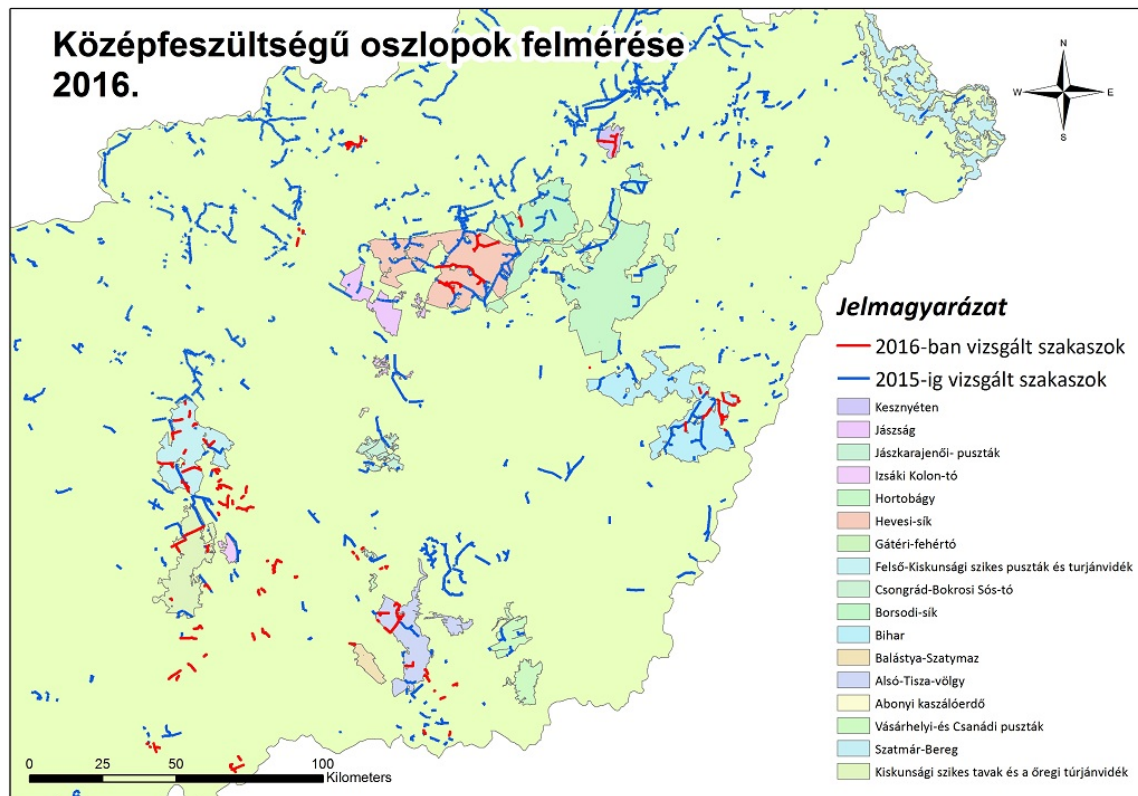 Középfeszültségű oszlopok felmérése
2016.
N
W
E
S
Jelmagyarázat
2016-ban vizsgált szakaszok
2015-ig vizsgált szakaszok
Kesznyéten
Jászság
Jászkarajenői- puszták
Izsáki Kolon-tó
Hortobágy
Hevesi-sík
Gátéri-fehértó
Felső-Kiskunsági szikes puszták és turjánvidék
Csongrád-Bokrosi Sós-tó
Borsodi-sík
Bihar
Balástya-Szatymaz
Alsó-Tisza-völgy
Abonyi kaszálóerdő
Vásárhelyi-és Csanádi puszták
Szatmár-Bereg
Kiskunsági szikes tavak és a őregi túrjánvidék
0 25 50 100
Kilometers